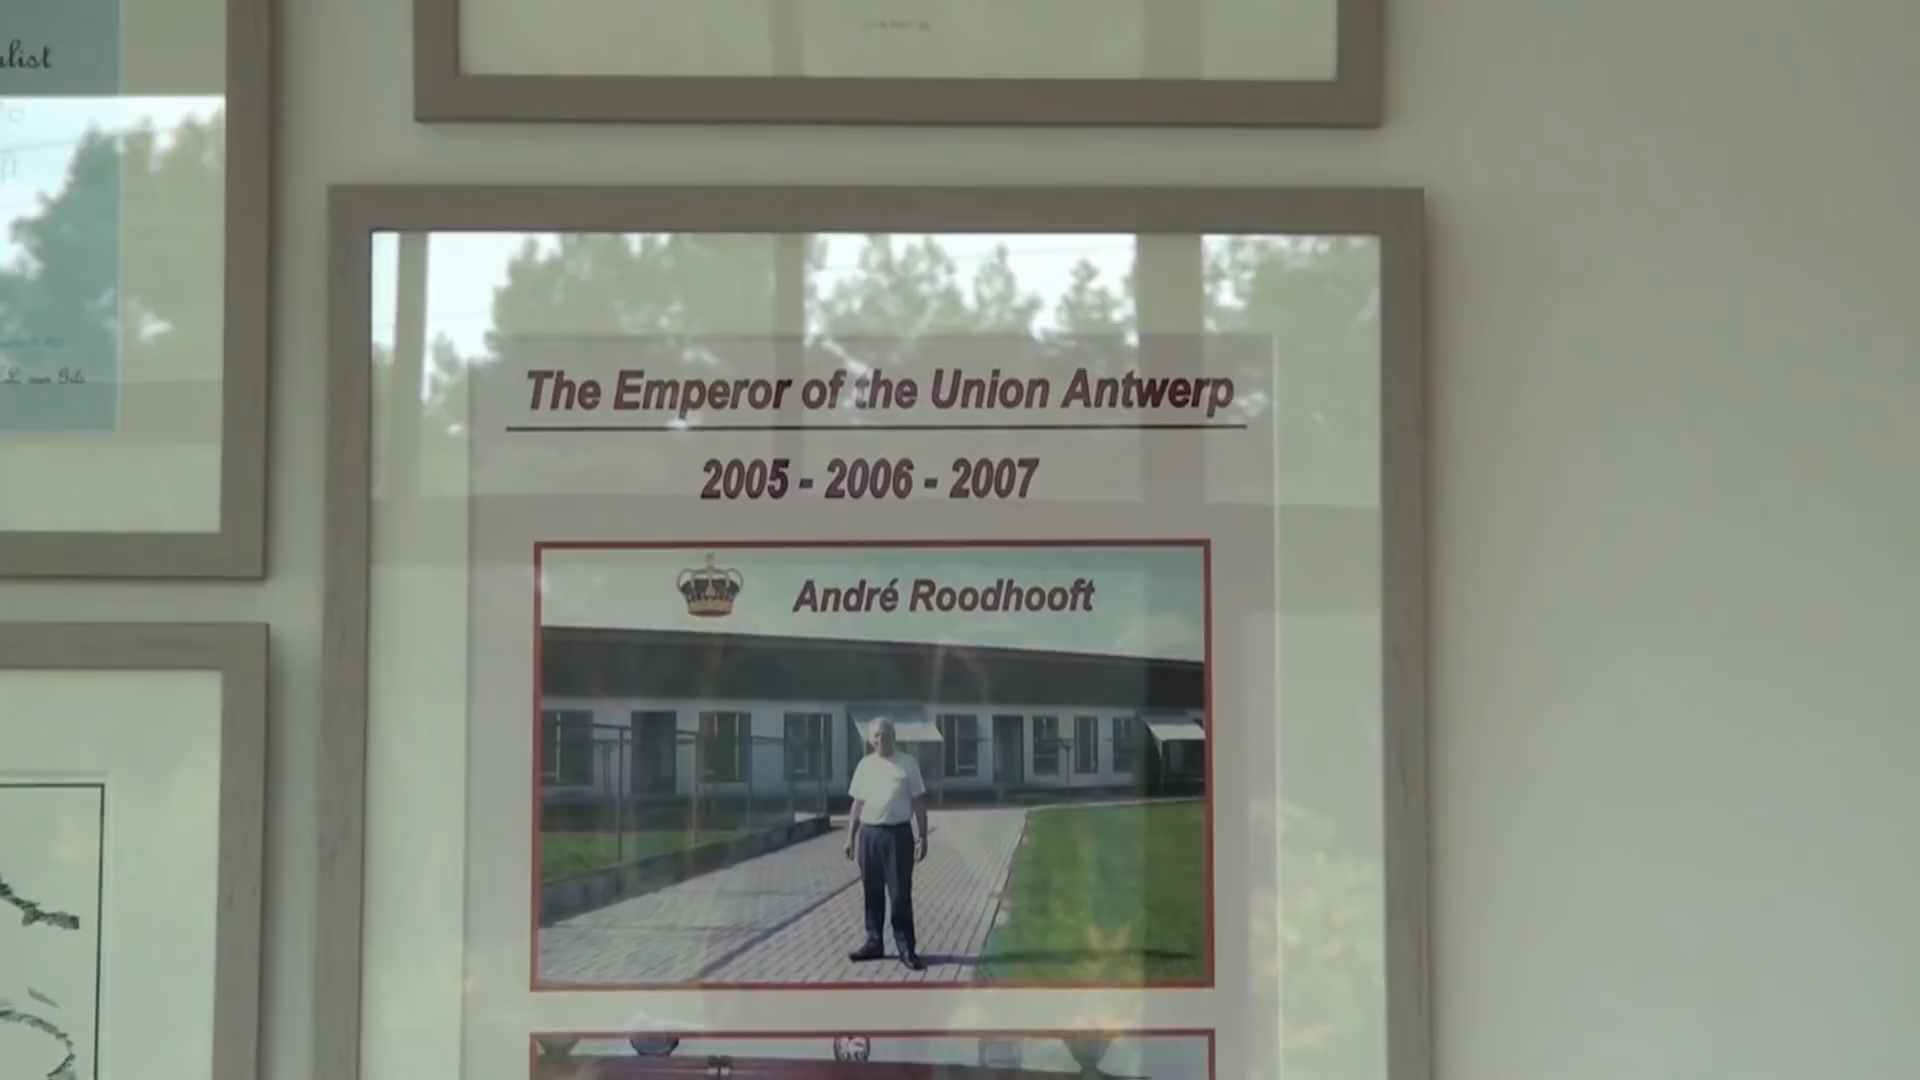 The Emperor of the Union Antwerp
2005 - 2006 - 2007
André Roodhooft